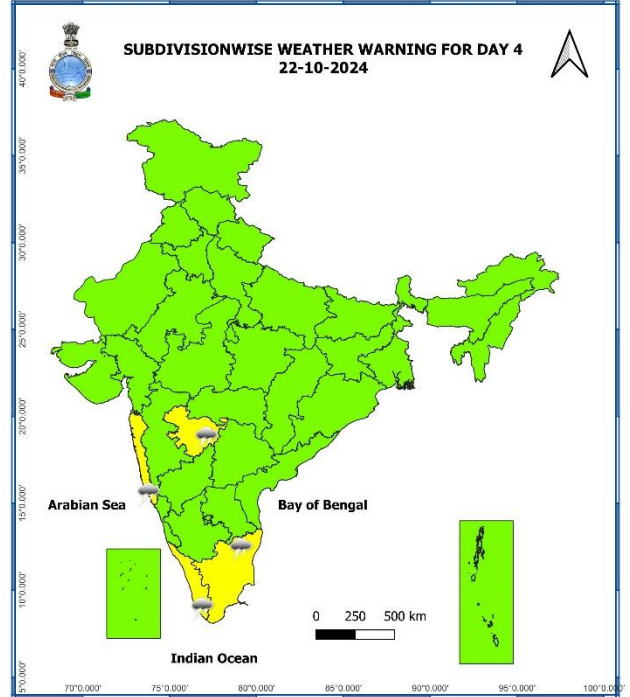 SUBDIVISIONWISE WEATHER WARNING FOR DAY 4
22-10-2024
40°0.000'
35°0.000'
30°0.000'
25°0.000'
20°0.000'
15°0.000'
10°0.000'
5°0.000'
Arabian Sea
Bay of Bengal
0 250 500 km
Indian Ocean
70°0.000' 75°0.000' 80°0.000' 85°0.000' 90°0.000' 95°0.000' 100°0.000'